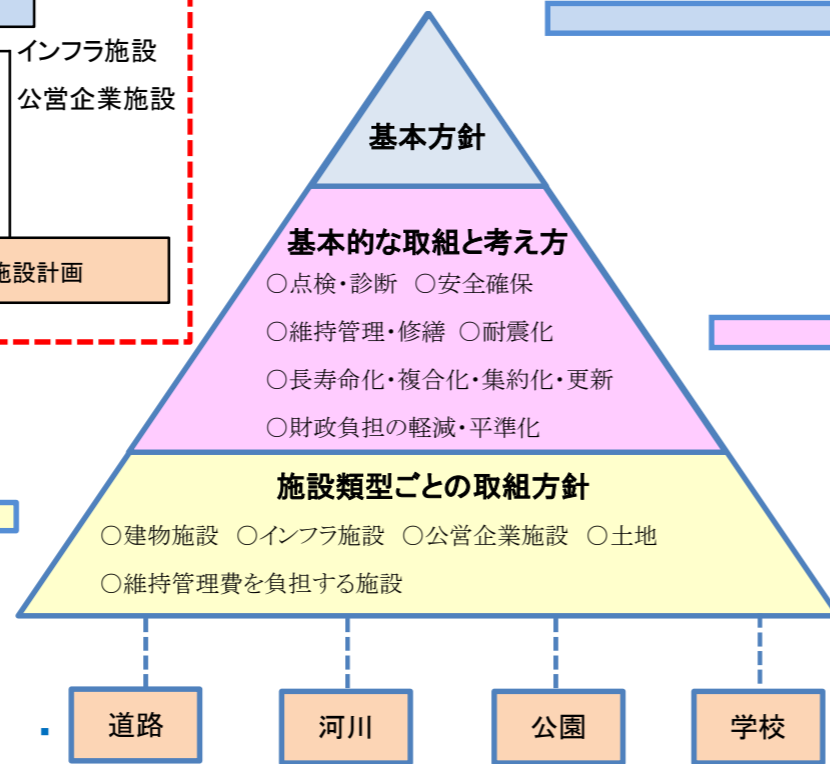 インフラ施設
公営企業施設
施設計画
基本方針
基本的な取組と考え方
○点検・診断 ○安全確保
○維持管理・修繕 ○耐震化
○長寿命化・複合化・集約化・更新
○財政負担の軽減・平準化
施設類型ごとの取組方針
○建物施設 ○インフラ施設 ○公営企業施設 ○土地
○維持管理費を負担する施設
道路
河川
公園
学校